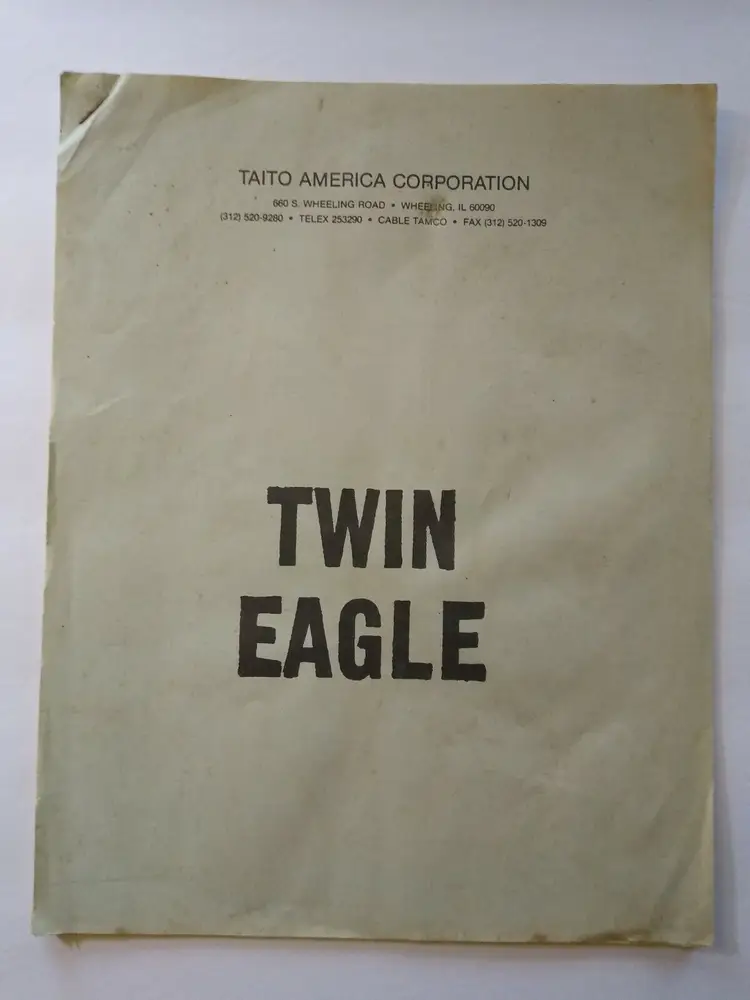 TAITO AMERICA CORPORATION
660 S. WHEELING ROAD • WHEELING, IL 60090
(312) 520-9280 • TELEX 253290 • CABLE TAMCO • FAX (312) 520-1309
TWIN
EAGLE